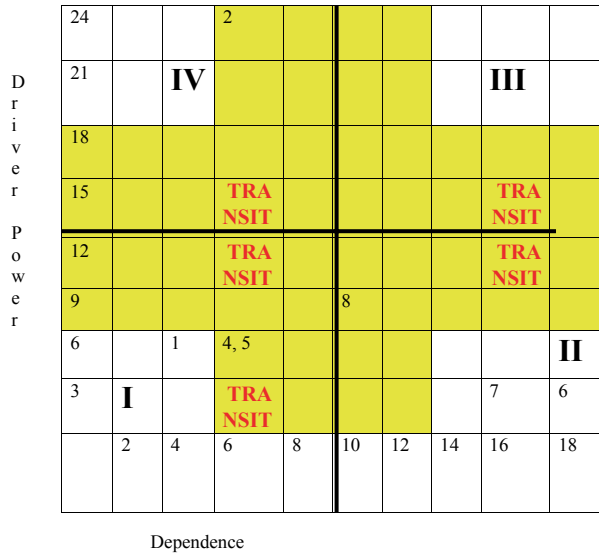 24 2
21 IV III
18
15 TRA TRA
NSIT NSIT
12 TRA TRA
NSIT NSIT
9 8
6 1 4, 5 II
3 I TRA 7 6
NSIT
2 4 6 8 10 12 14 16 18
Driver Power
Dependence